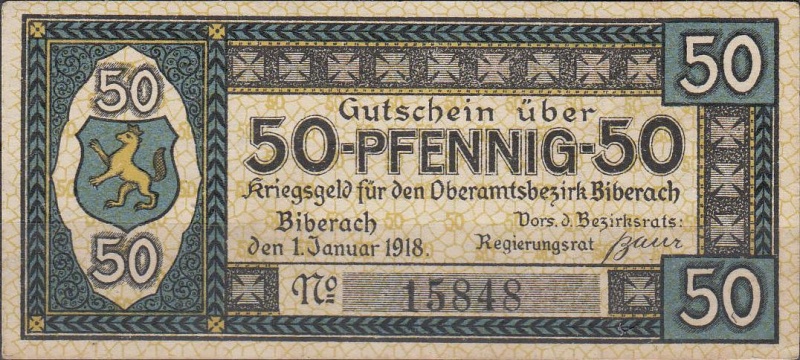 50
50
50
Gutschein über
50-PFENNIG-50
Kriegsgeld für den Oberamtsbezirk Biberach
Biberach
den 1. Januar 1918.
Vors. d. Bezirksrats:
Regierungsrat
No 15848
50